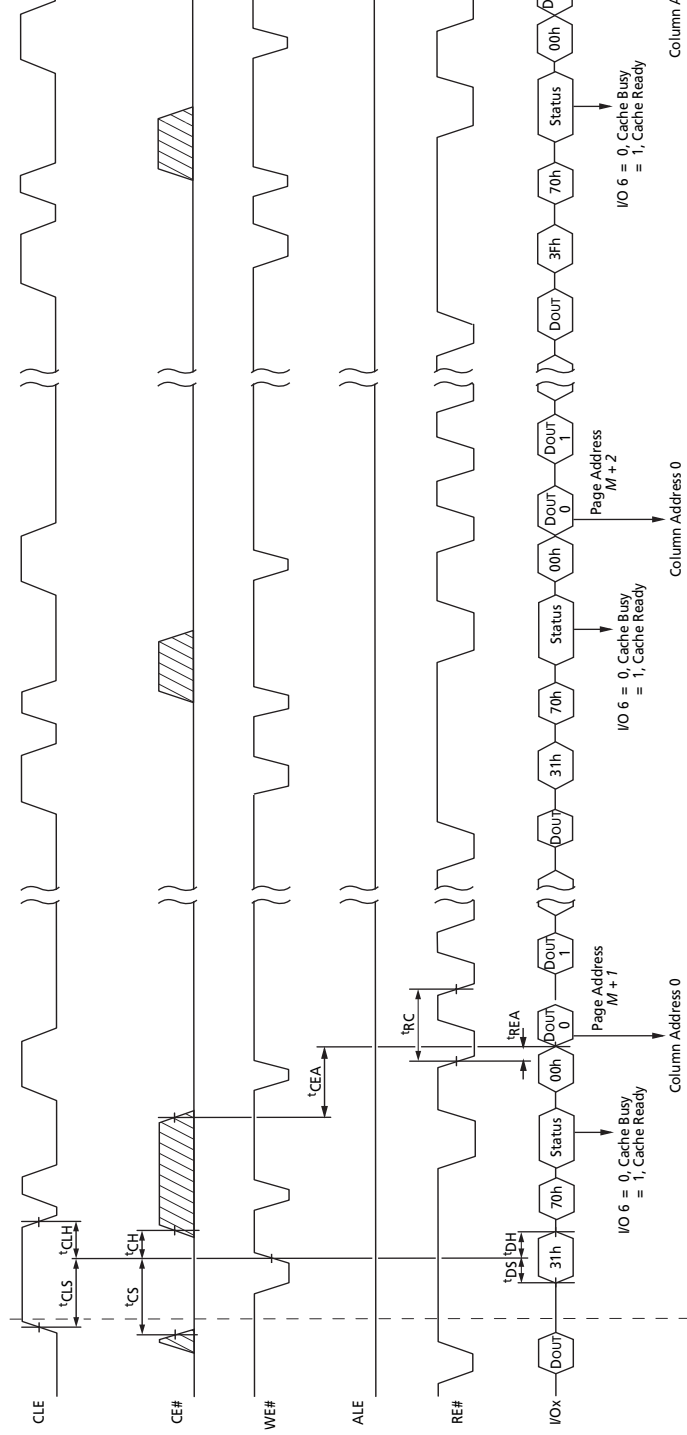 CLE
tCLS
tCLH
CE#
tCS
tCH
WE#
tCEA
ALE
RE#
tRC
tREA
I/Ox
DOUT
tDS
tDH
31h
70h
Status
00h
DOUT
0
DOUT
1
DOUT
31h
70h
Status
00h
DOUT
0
DOUT
1
DOUT
3Fh
70h
Status
00h
D
I/O 6 = 0, Cache Busy
= 1, Cache Ready
Page Address
M + 1
Column Address 0
I/O 6 = 0, Cache Busy
= 1, Cache Ready
Page Address
M + 2
Column Address 0
I/O 6 = 0, Cache Busy
= 1, Cache Ready
Column A